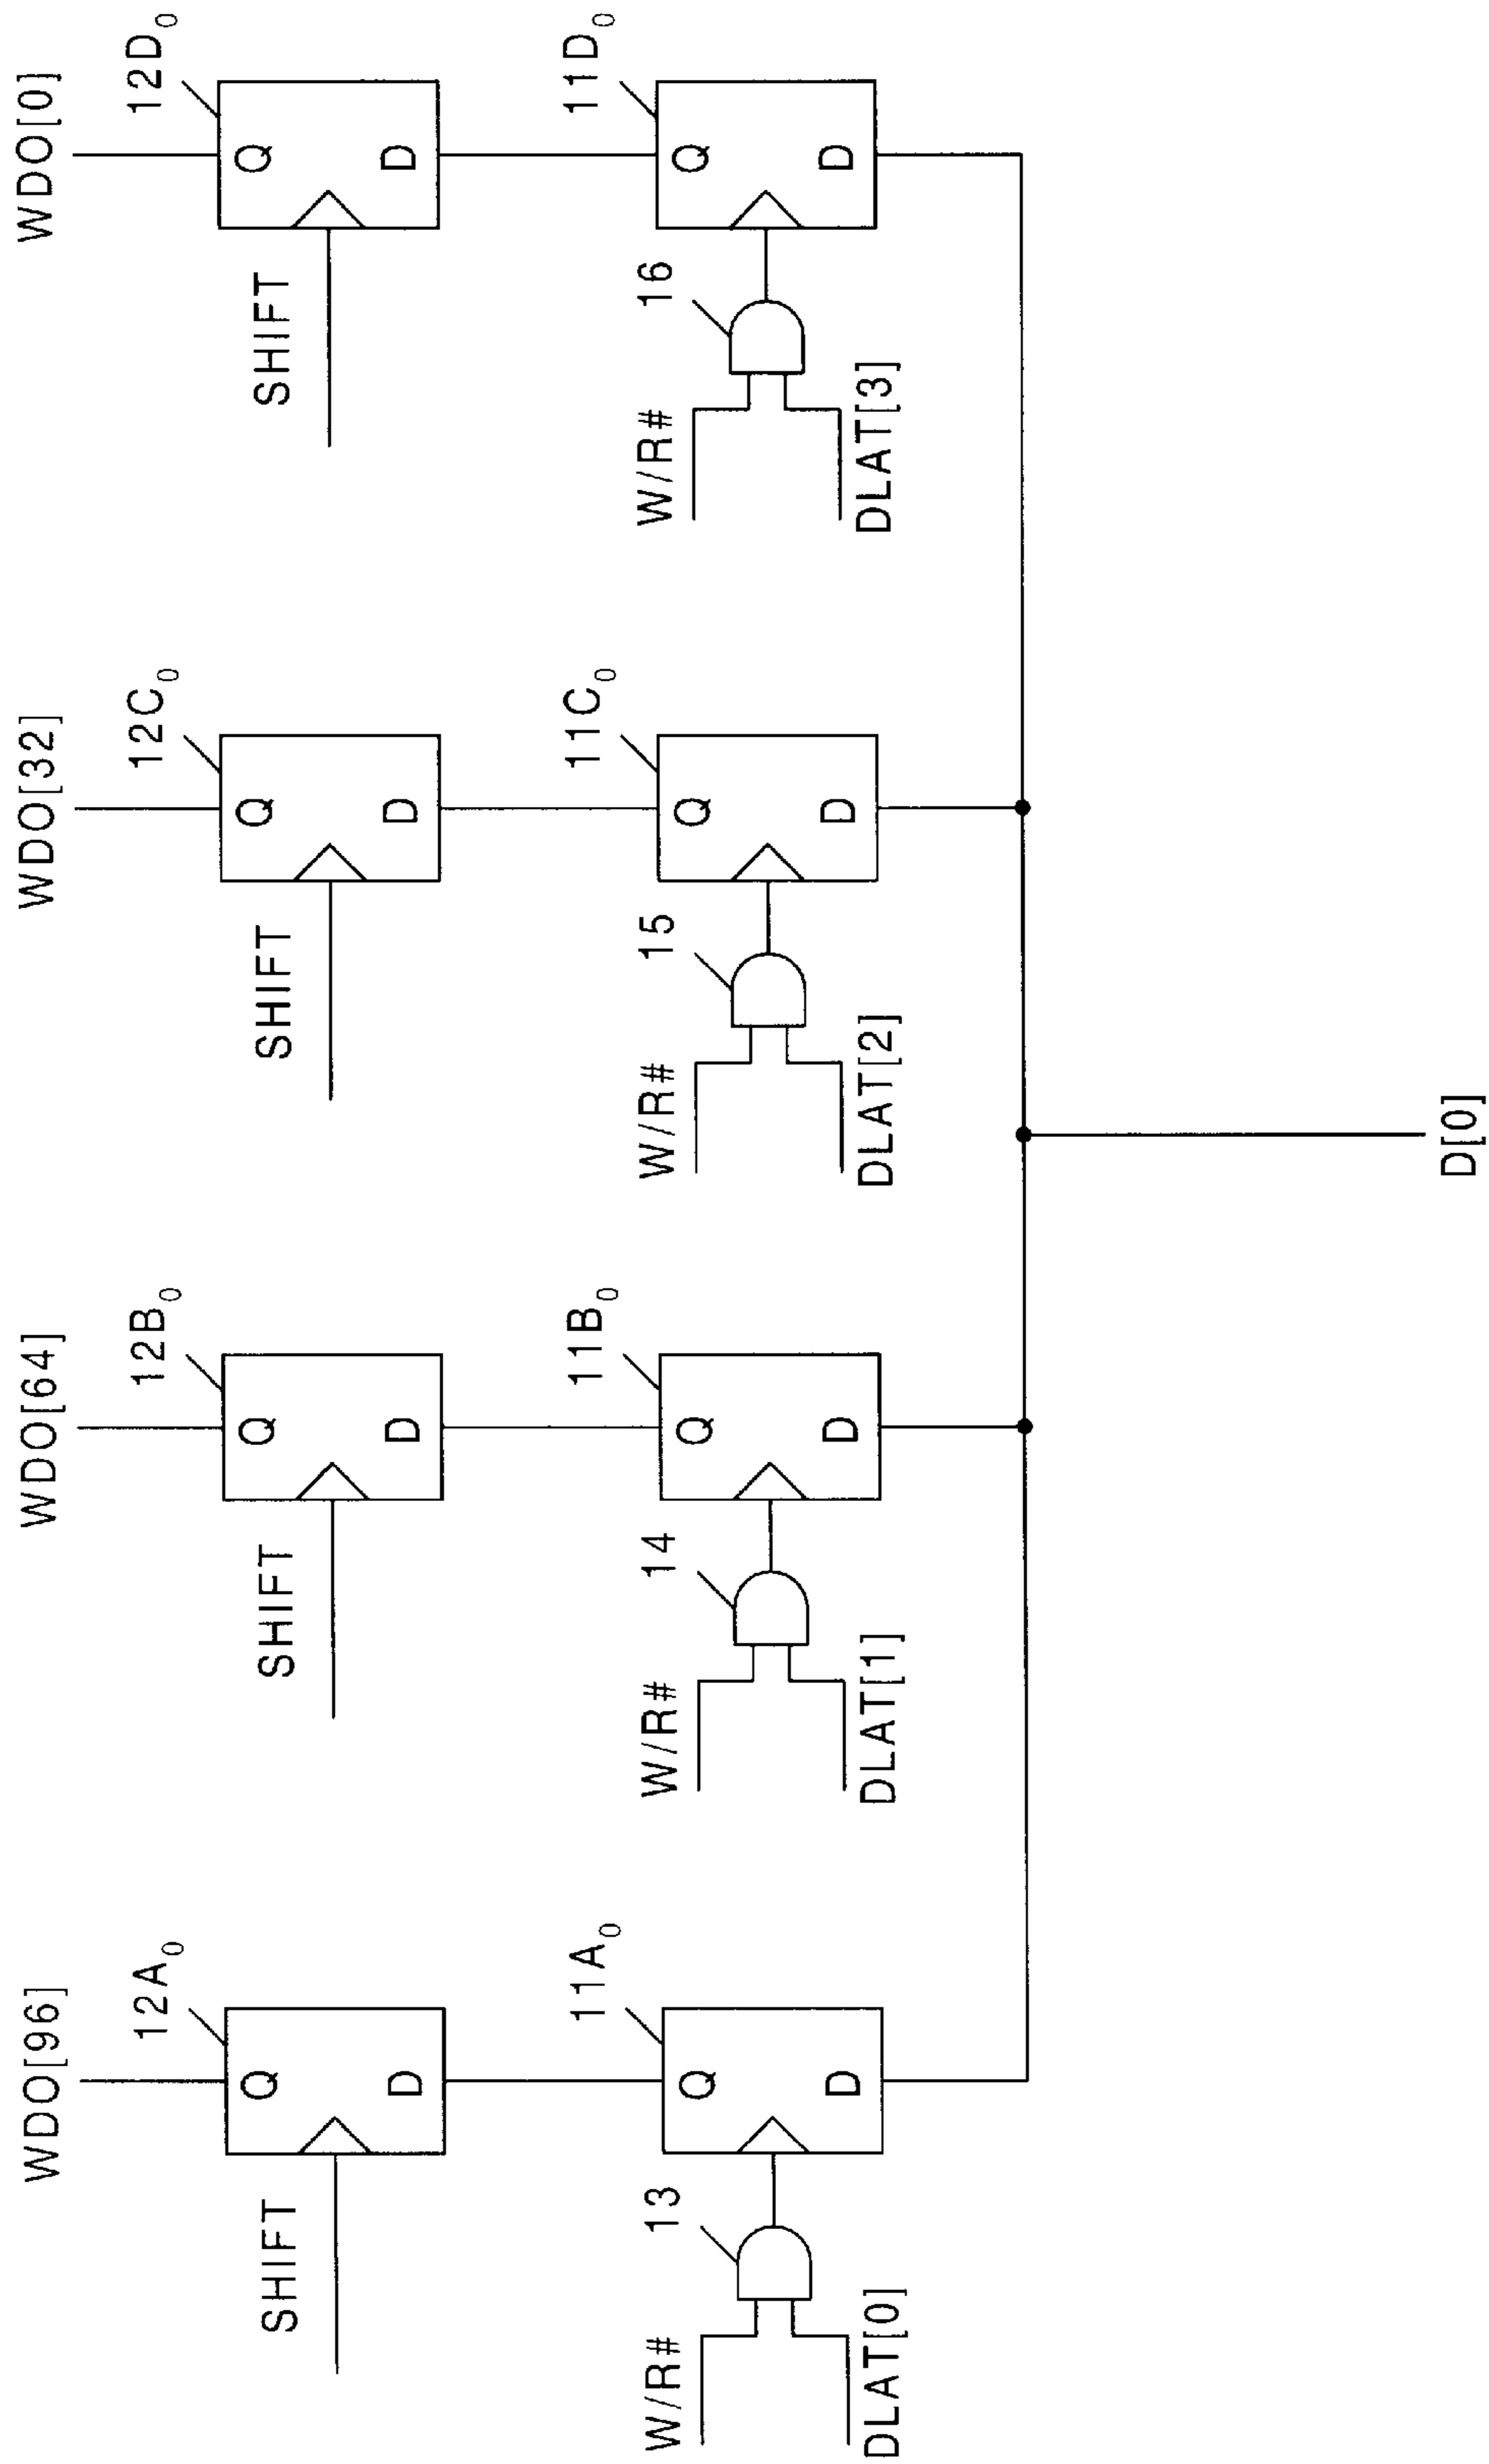 WDO[96]
WDO[64]
WDO[32]
WDO[0]
12A0
12B0
12C0
12D0
Q
Q
Q
Q
SHIFT
SHIFT
SHIFT
SHIFT
D
D
D
D
11A0
11B0
11C0
11D0
W/R#
13
W/R#
14
W/R#
15
W/R#
16
Q
Q
Q
Q
D
D
D
D
DLAT[0]
DLAT[1]
DLAT[2]
DLAT[3]
D[0]